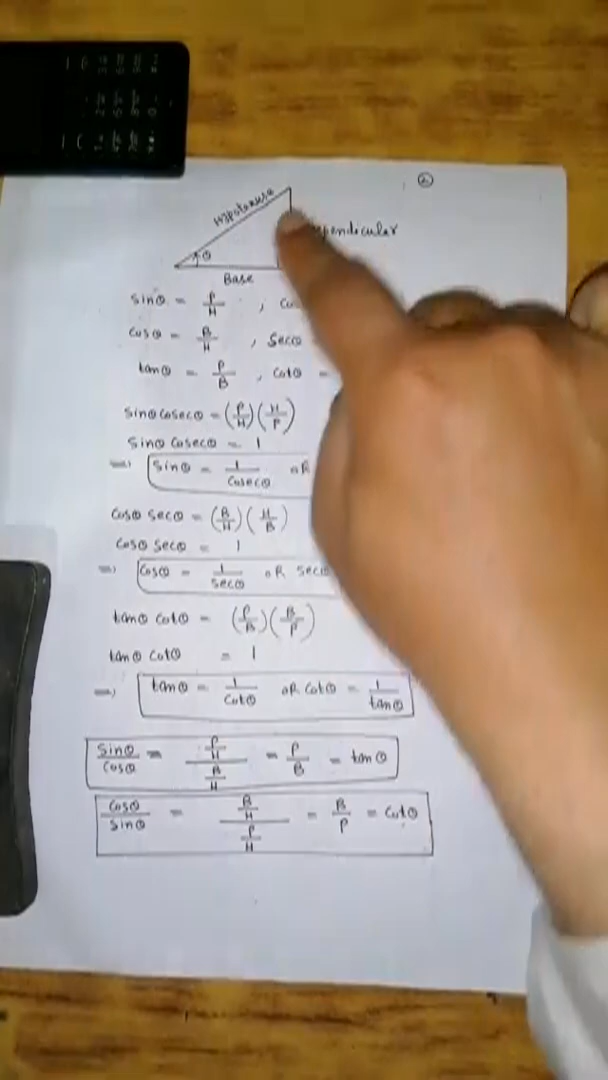 ②
Hypotenuse
θ
Base
sinθ = P/H ,
cosθ = B/H , secθ
tanθ = P/B , cotθ =
sinθ cosecθ = (P/H)(H/P)
sinθ cosecθ = 1
⇒ sinθ = 1/cosecθ OR
cosθ secθ = (B/H)(H/B)
cosθ secθ = 1
⇒ cosθ = 1/secθ OR secθ
tanθ cotθ = (P/B)(B/P)
tanθ cotθ = 1
⇒ tanθ = 1/cotθ OR cotθ = 1/tanθ
sinθ/cosθ = (P/H)/(B/H) = P/B = tanθ
cosθ/sinθ = (B/H)/(P/H) = B/P = cotθ